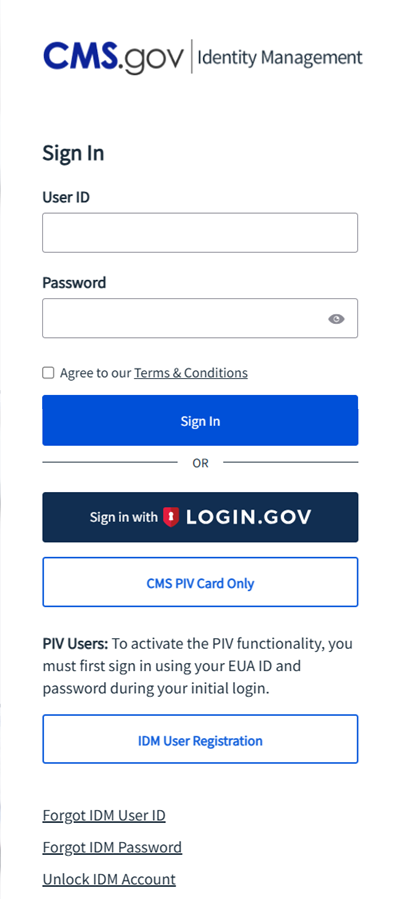 CMS.gov | Identity Management
Sign In
User ID
Password
Agree to our Terms & Conditions
Sign In
OR
Sign in with LOGIN.GOV
CMS PIV Card Only
PIV Users: To activate the PIV functionality, you
must first sign in using your EUA ID and
password during your initial login.
IDM User Registration
Forgot IDM User ID
Forgot IDM Password
Unlock IDM Account